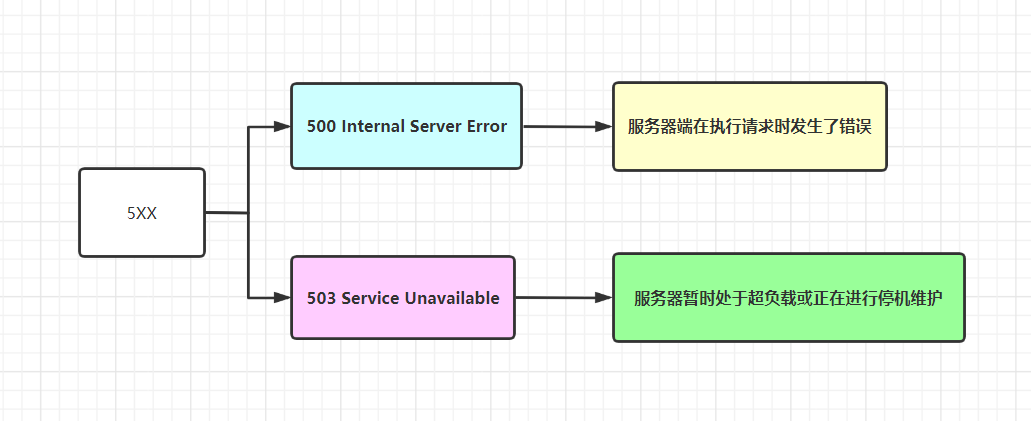 5XX
500 Internal Server Error
服务器端在执行请求时发生了错误
503 Service Unavailable
服务器暂时处于超负载或正在进行停机维护